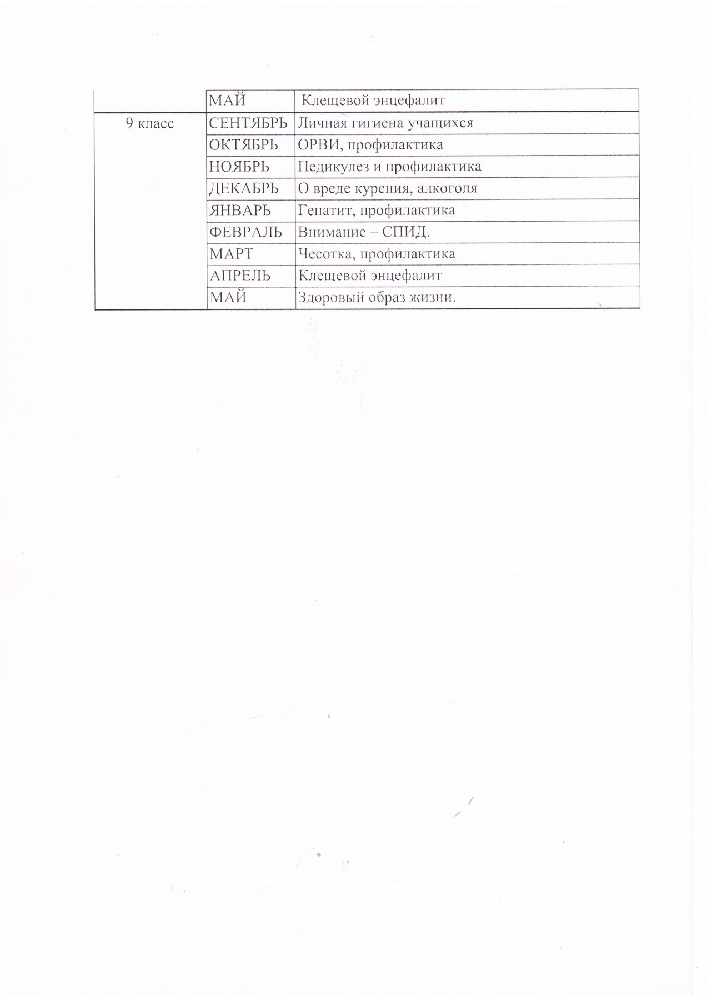 МАЙ Клещевой энцефалит
9 класс СЕНТЯБРЬ Личная гигиена учащихся
ОКТЯБРЬ ОРВИ, профилактика
НОЯБРЬ Педикулез и профилактика
ДЕКАБРЬ О вреде курения, алкоголя
ЯНВАРЬ Гепатит, профилактика
ФЕВРАЛЬ Внимание – СПИД.
МАРТ Чесотка, профилактика
АПРЕЛЬ Клещевой энцефалит
МАЙ Здоровый образ жизни.